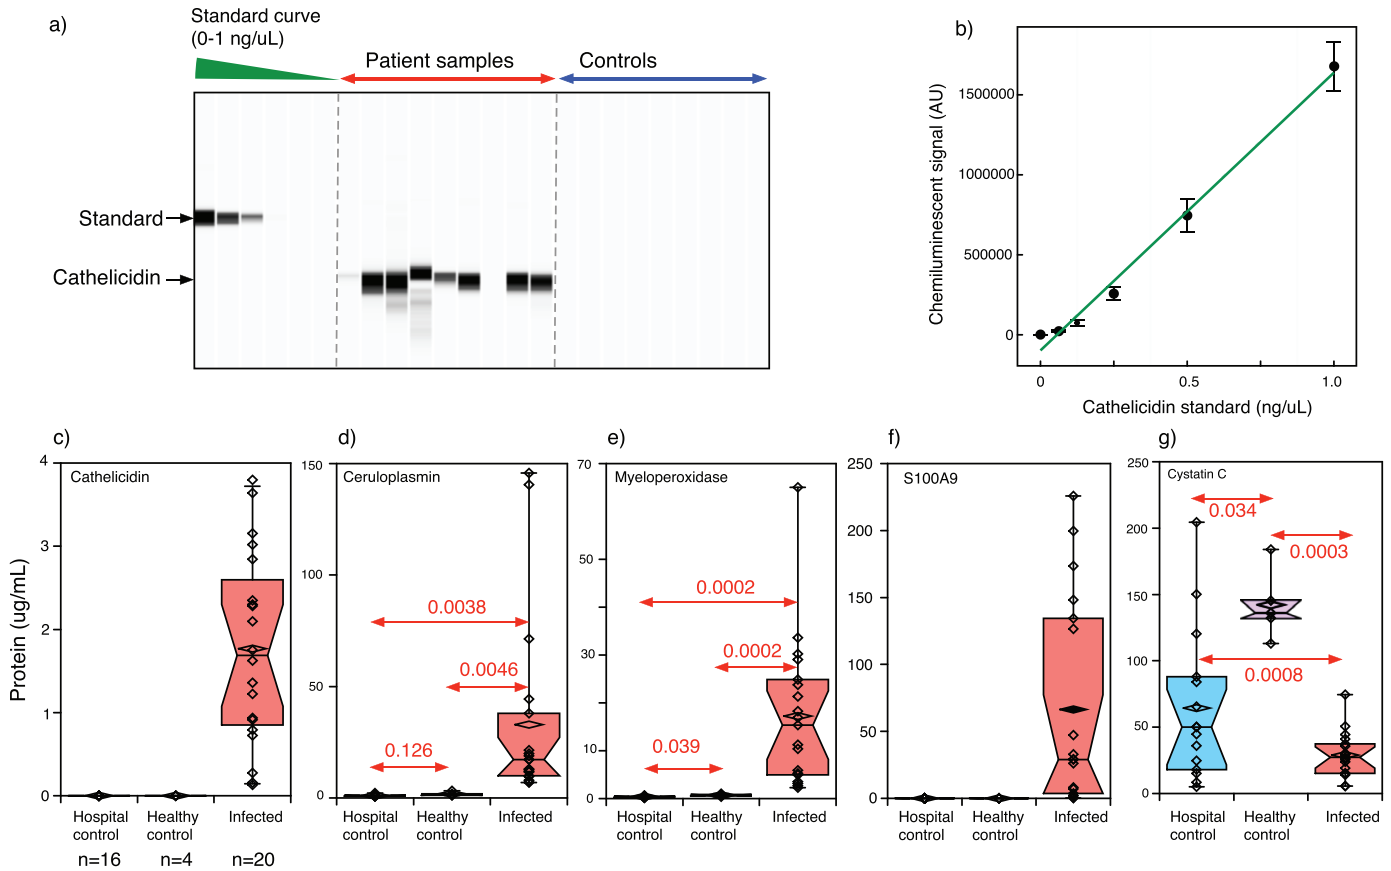 a)
Standard curve
(0-1 ng/uL)
Patient samples
Controls
Standard
Cathelicidin
b)
Chemiluminescent signal (AU)
1500000
1000000
500000
0
0
0.5
1.0
Cathelicidin standard (ng/uL)
c)
Cathelicidin
Protein (ug/mL)
4
3
2
1
0
Hospital
control
Healthy
control
Infected
n=16
n=4
n=20
d)
Ceruloplasmin
150
100
50
0
0.0038
0.0046
0.126
Hospital
control
Healthy
control
Infected
e)
Myeloperoxidase
70
50
30
10
0
0.0002
0.0002
0.039
Hospital
control
Healthy
control
Infected
f)
S100A9
250
200
150
100
50
0
Hospital
control
Healthy
control
Infected
g)
Cystatin C
250
200
150
100
50
0
0.034
0.0003
0.0008
Hospital
control
Healthy
control
Infected